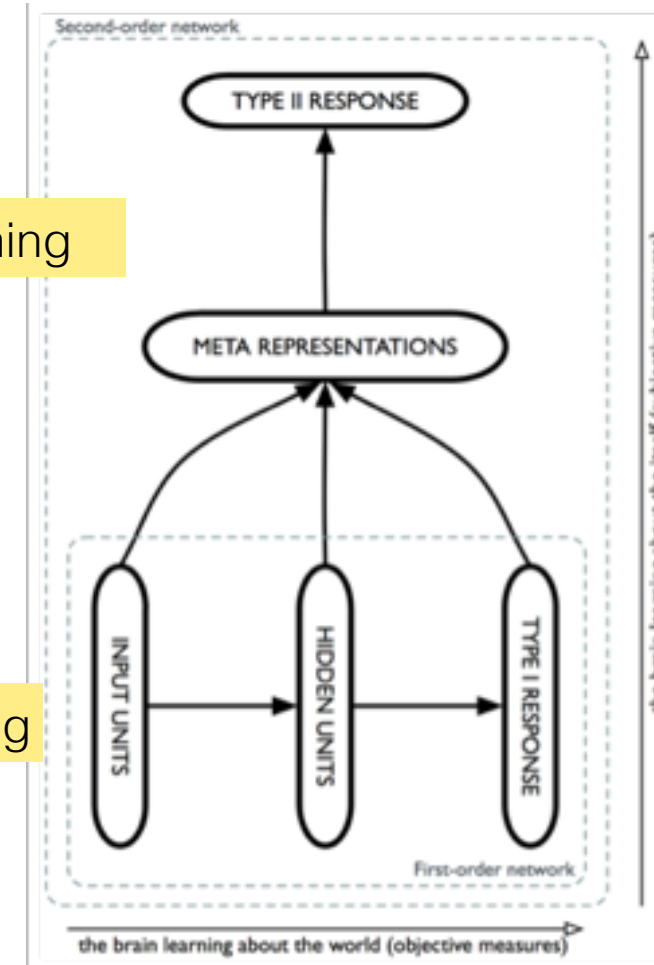 Second-order network
TYPE II RESPONSE
META REPRESENTATIONS
INPUT UNITS
HIDDEN UNITS
TYPE I RESPONSE
First-order network
the brain learning about the world (objective measures)